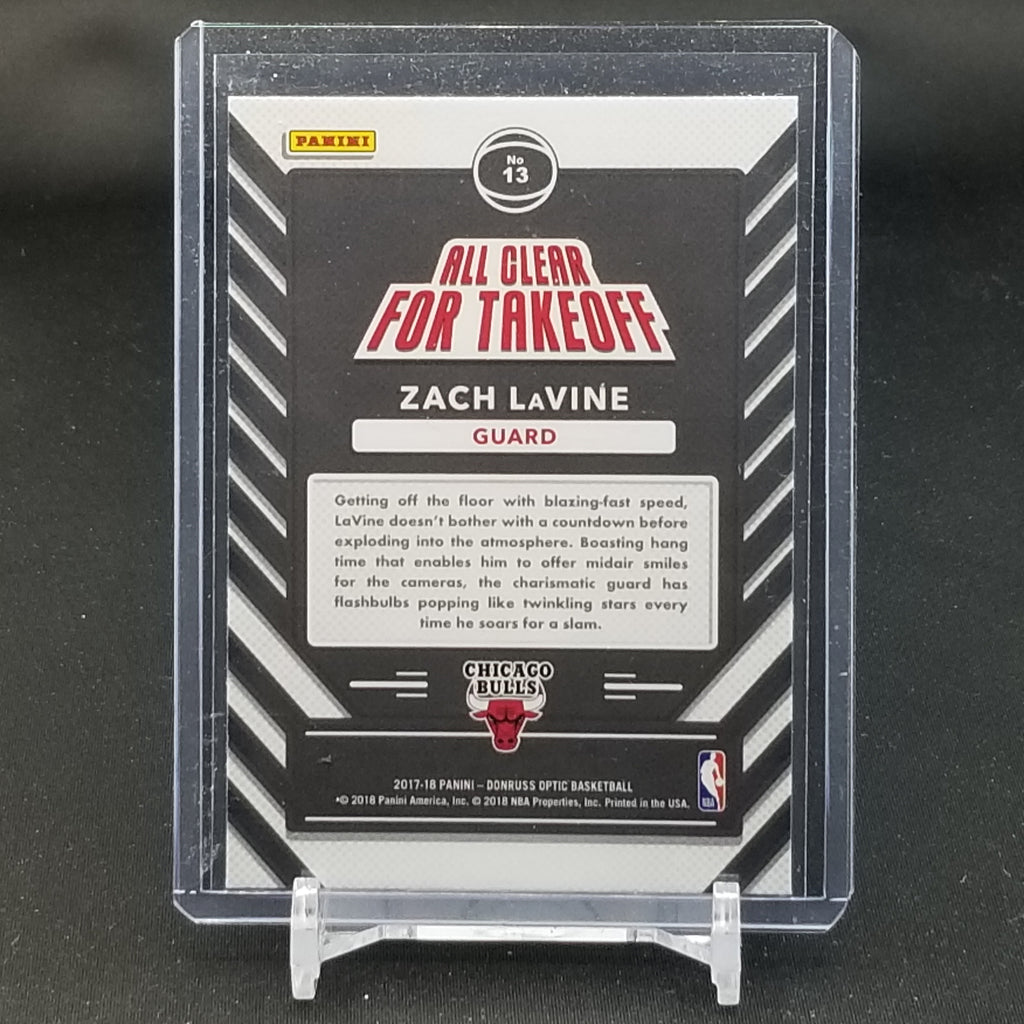 PANINI
No
13
ALL CLEAR
FOR TAKEOFF
ZACH LaVINE
GUARD
Getting off the floor with blazing-fast speed,
LaVine doesn't bother with a countdown before
exploding into the atmosphere. Boasting hang
time that enables him to offer midair smiles
for the cameras, the charismatic guard has
flashbulbs popping like twinkling stars every
time he soars for a slam.
CHICAGO
BULLS
NBA
2017-18 PANINI – DONRUSS OPTIC BASKETBALL
© 2018 Panini America, Inc. © 2018 NBA Properties, Inc. Printed in the USA.